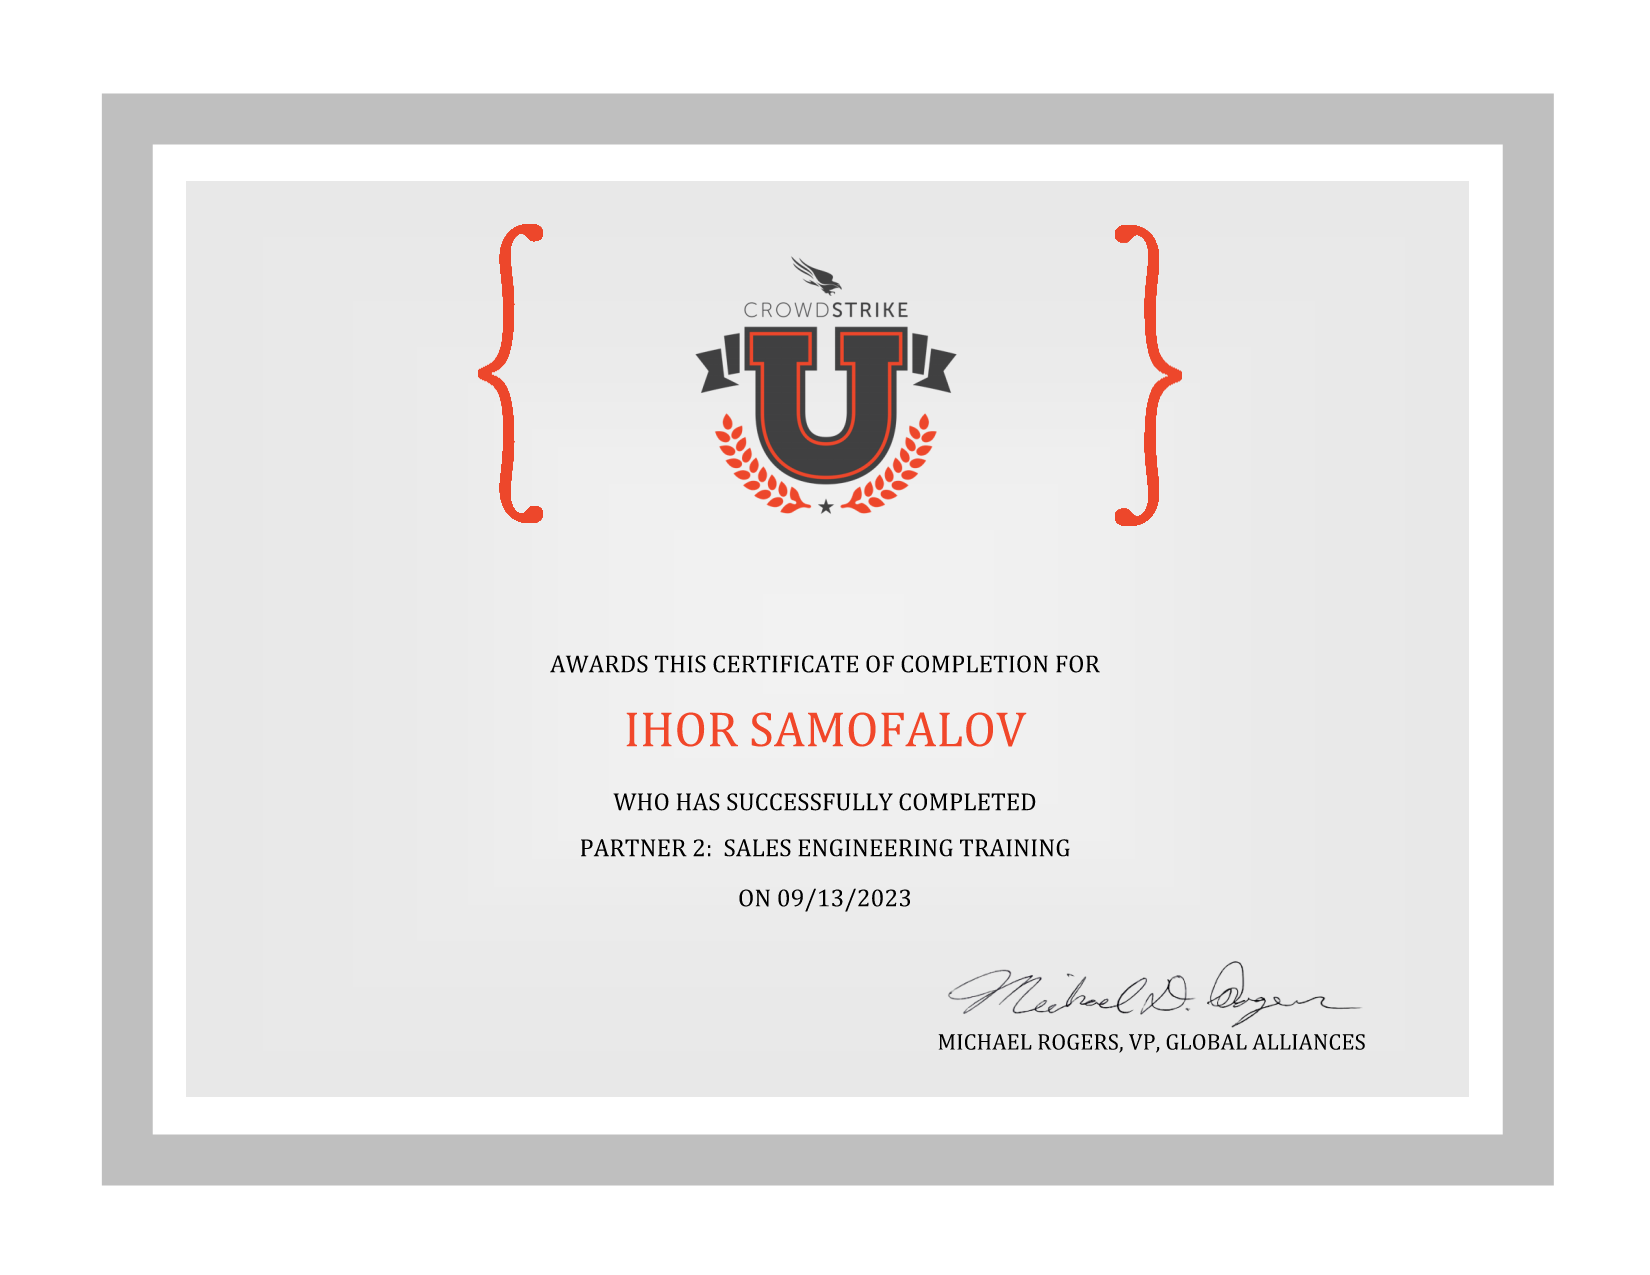 CROWDSTRIKE
U
AWARDS THIS CERTIFICATE OF COMPLETION FOR
IHOR SAMOFALOV
WHO HAS SUCCESSFULLY COMPLETED
PARTNER 2:  SALES ENGINEERING TRAINING
ON 09/13/2023
Michael D. Rogers
MICHAEL ROGERS, VP, GLOBAL ALLIANCES